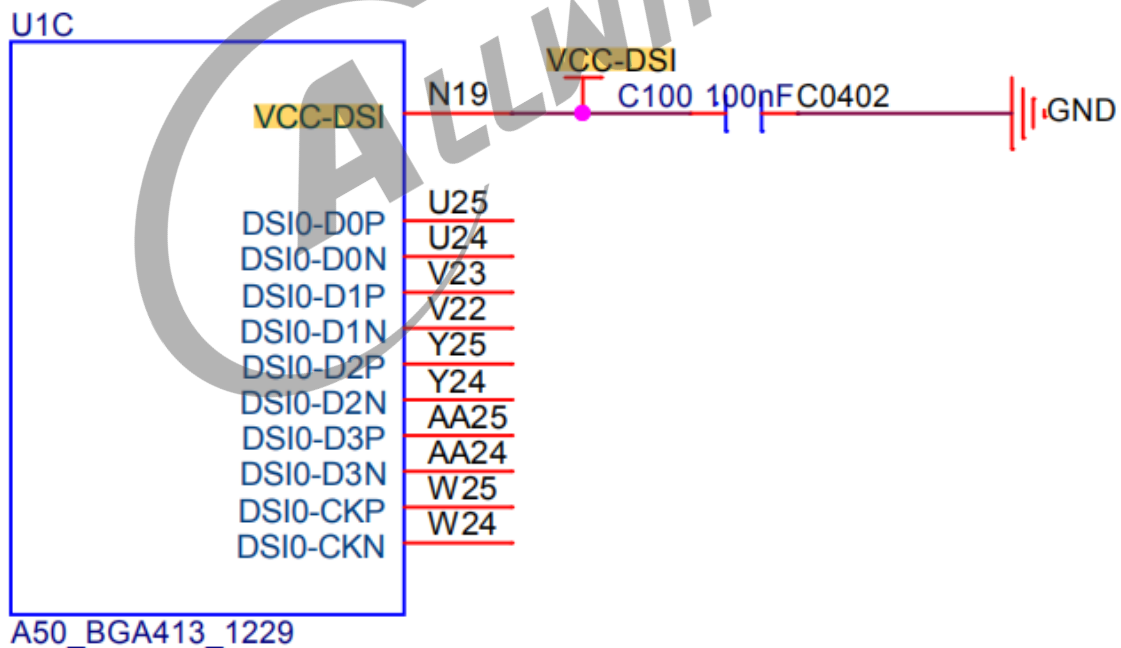 U1C
ALLWIN
VCC-DSI
VCC-DSI N19 C100 100nF C0402 GND
DSI0-D0P U25
DSI0-D0N U24
DSI0-D1P V23
DSI0-D1N V22
DSI0-D2P Y25
DSI0-D2N Y24
DSI0-D3P AA25
DSI0-D3N AA24
DSI0-CKP W25
DSI0-CKN W24
A50_BGA413_1229